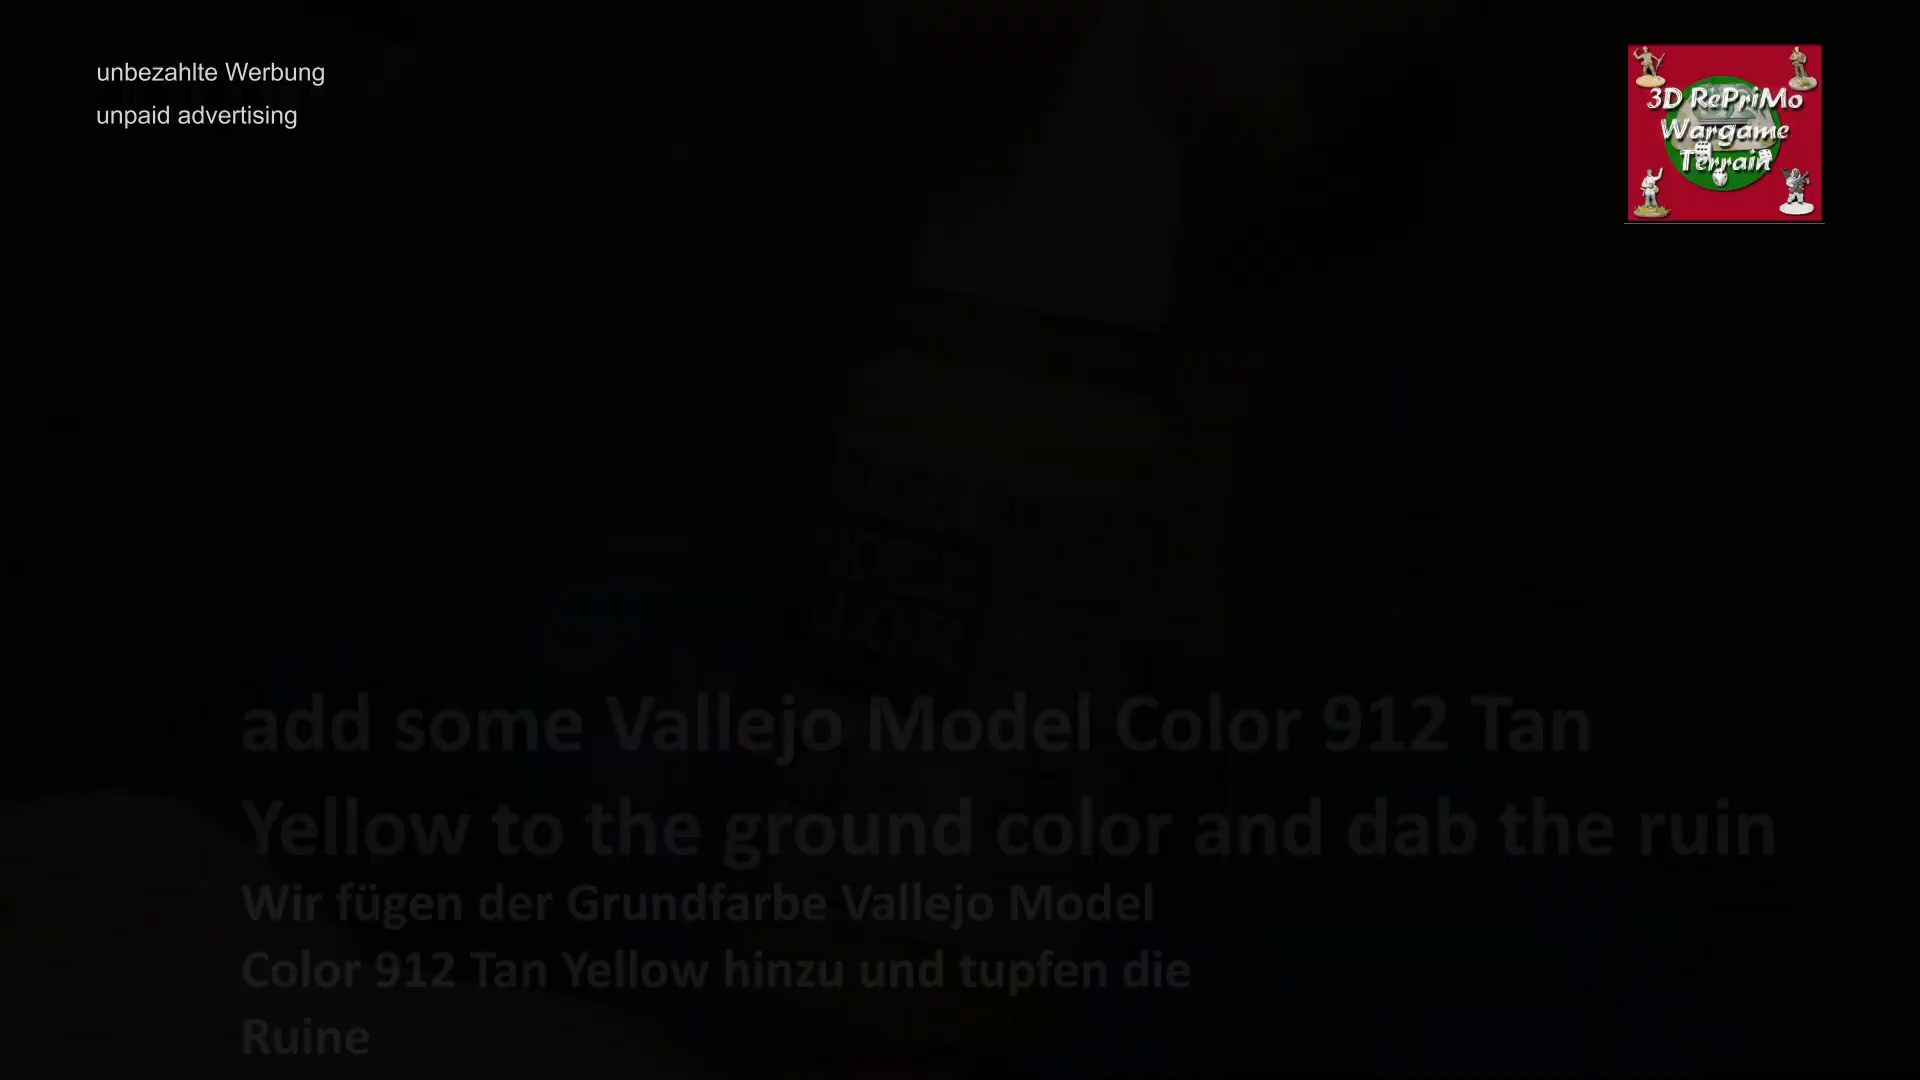 unbezahlte Werbung
unpaid advertising
3D RePriMo
Wargame
Terrain
add some Vallejo Model Color 912 Tan
Yellow to the ground color and dab the ruin
Wir fügen der Grundfarbe Vallejo Model
Color 912 Tan Yellow hinzu und tupfen die
Ruine